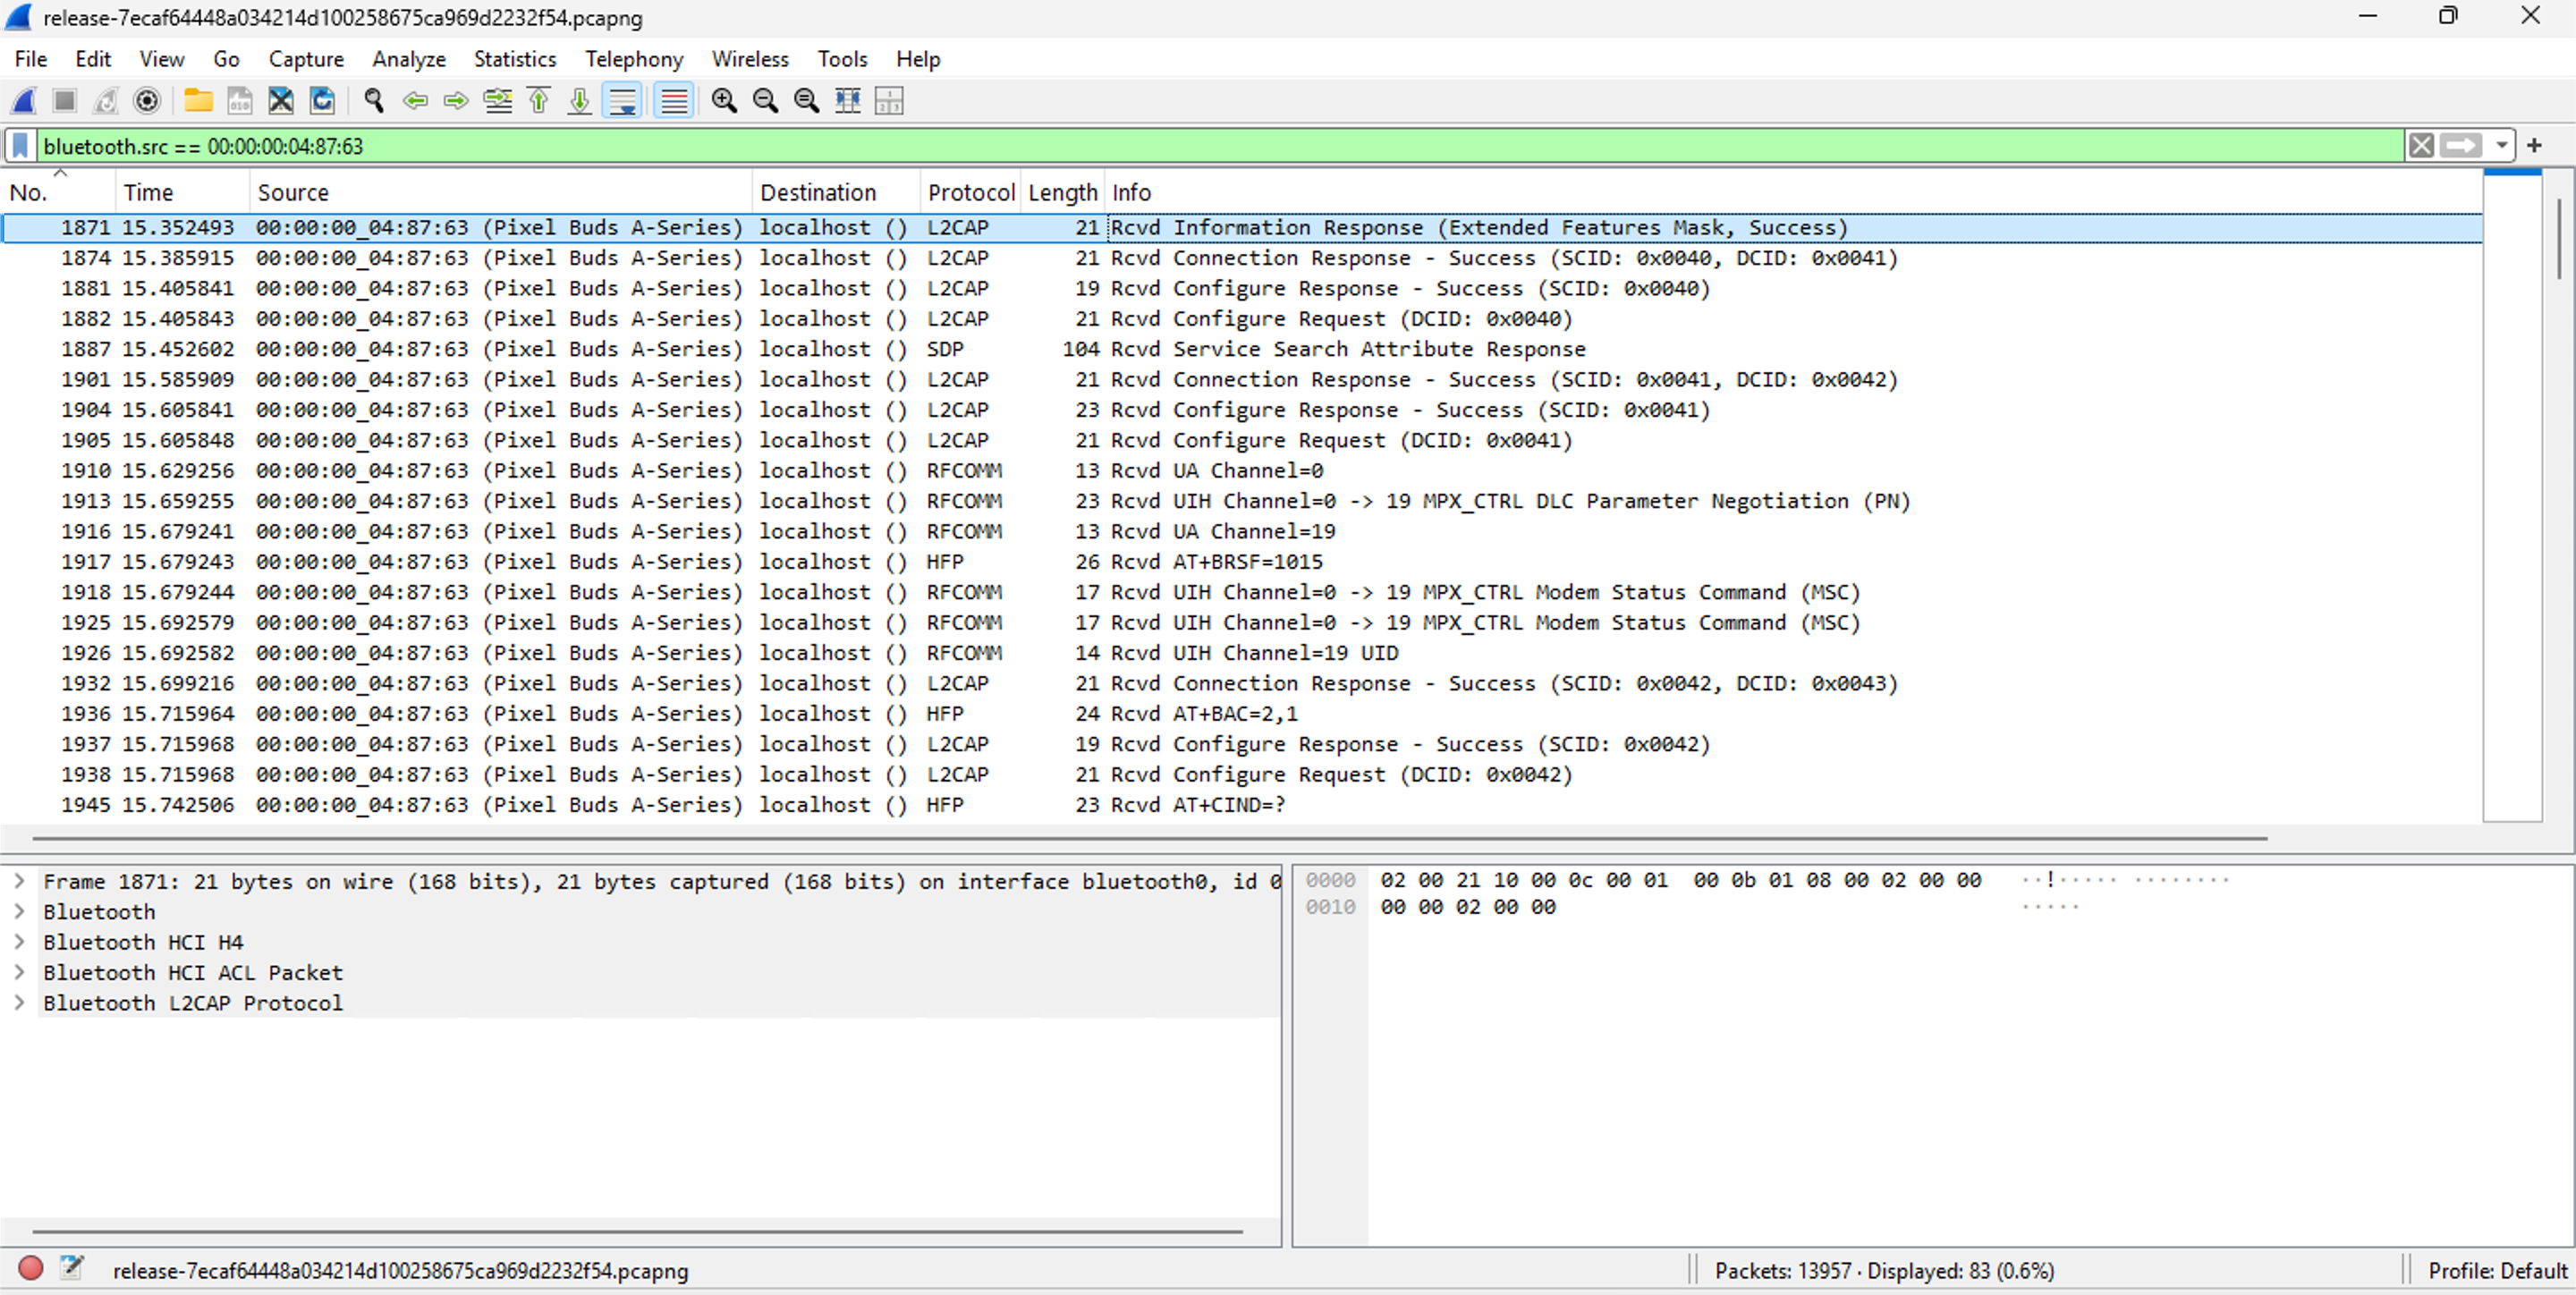 release-7ecaf64448a034214d100258675ca969d2232f54.pcapng
File Edit View Go Capture Analyze Statistics Telephony Wireless Tools Help
bluetooth.src == 00:00:00:04:87:63
No. Time Source Destination Protocol Length Info
1871 15.352493 00:00:00_04:87:63 (Pixel Buds A-Series) localhost () L2CAP 21 Rcvd Information Response (Extended Features Mask, Success)
1874 15.385915 00:00:00_04:87:63 (Pixel Buds A-Series) localhost () L2CAP 21 Rcvd Connection Response - Success (SCID: 0x0040, DCID: 0x0041)
1881 15.405841 00:00:00_04:87:63 (Pixel Buds A-Series) localhost () L2CAP 19 Rcvd Configure Response - Success (SCID: 0x0040)
1882 15.405843 00:00:00_04:87:63 (Pixel Buds A-Series) localhost () L2CAP 21 Rcvd Configure Request (DCID: 0x0040)
1887 15.452602 00:00:00_04:87:63 (Pixel Buds A-Series) localhost () SDP 104 Rcvd Service Search Attribute Response
1901 15.585909 00:00:00_04:87:63 (Pixel Buds A-Series) localhost () L2CAP 21 Rcvd Connection Response - Success (SCID: 0x0041, DCID: 0x0042)
1904 15.605841 00:00:00_04:87:63 (Pixel Buds A-Series) localhost () L2CAP 23 Rcvd Configure Response - Success (SCID: 0x0041)
1905 15.605848 00:00:00_04:87:63 (Pixel Buds A-Series) localhost () L2CAP 21 Rcvd Configure Request (DCID: 0x0041)
1910 15.629256 00:00:00_04:87:63 (Pixel Buds A-Series) localhost () RFCOMM 13 Rcvd UA Channel=0
1913 15.659255 00:00:00_04:87:63 (Pixel Buds A-Series) localhost () RFCOMM 23 Rcvd UIH Channel=0 -> 19 MPX_CTRL DLC Parameter Negotiation (PN)
1916 15.679241 00:00:00_04:87:63 (Pixel Buds A-Series) localhost () RFCOMM 13 Rcvd UA Channel=19
1917 15.679243 00:00:00_04:87:63 (Pixel Buds A-Series) localhost () HFP 26 Rcvd AT+BRSF=1015
1918 15.679244 00:00:00_04:87:63 (Pixel Buds A-Series) localhost () RFCOMM 17 Rcvd UIH Channel=0 -> 19 MPX_CTRL Modem Status Command (MSC)
1925 15.692579 00:00:00_04:87:63 (Pixel Buds A-Series) localhost () RFCOMM 17 Rcvd UIH Channel=0 -> 19 MPX_CTRL Modem Status Command (MSC)
1926 15.692582 00:00:00_04:87:63 (Pixel Buds A-Series) localhost () RFCOMM 14 Rcvd UIH Channel=19 UID
1932 15.699216 00:00:00_04:87:63 (Pixel Buds A-Series) localhost () L2CAP 21 Rcvd Connection Response - Success (SCID: 0x0042, DCID: 0x0043)
1936 15.715964 00:00:00_04:87:63 (Pixel Buds A-Series) localhost () HFP 24 Rcvd AT+BAC=2,1
1937 15.715968 00:00:00_04:87:63 (Pixel Buds A-Series) localhost () L2CAP 19 Rcvd Configure Response - Success (SCID: 0x0042)
1938 15.715968 00:00:00_04:87:63 (Pixel Buds A-Series) localhost () L2CAP 21 Rcvd Configure Request (DCID: 0x0042)
1945 15.742506 00:00:00_04:87:63 (Pixel Buds A-Series) localhost () HFP 23 Rcvd AT+CIND=?
Frame 1871: 21 bytes on wire (168 bits), 21 bytes captured (168 bits) on interface bluetooth0, id 0
Bluetooth
Bluetooth HCI H4
Bluetooth HCI ACL Packet
Bluetooth L2CAP Protocol
0000 02 00 21 10 00 0c 00 01 00 0b 01 08 00 02 00 00 ··!····· ········
0010 00 00 02 00 00 ·····
release-7ecaf64448a034214d100258675ca969d2232f54.pcapng
Packets: 13957 · Displayed: 83 (0.6%)
Profile: Default